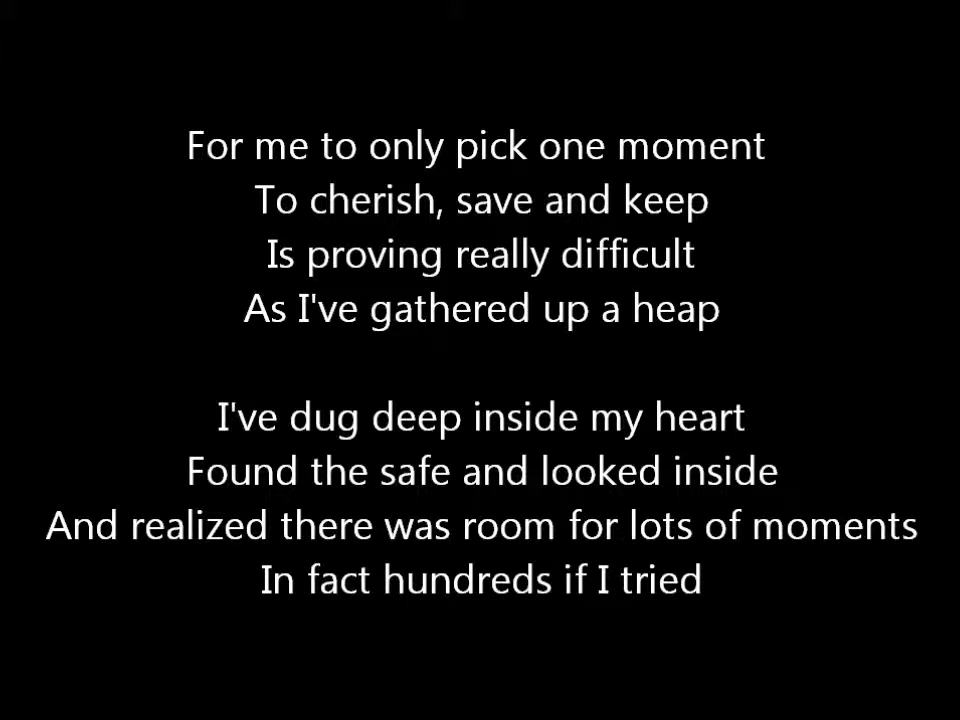 For me to only pick one moment
To cherish, save and keep
Is proving really difficult
As I've gathered up a heap
I've dug deep inside my heart
Found the safe and looked inside
And realized there was room for lots of moments
In fact hundreds if I tried